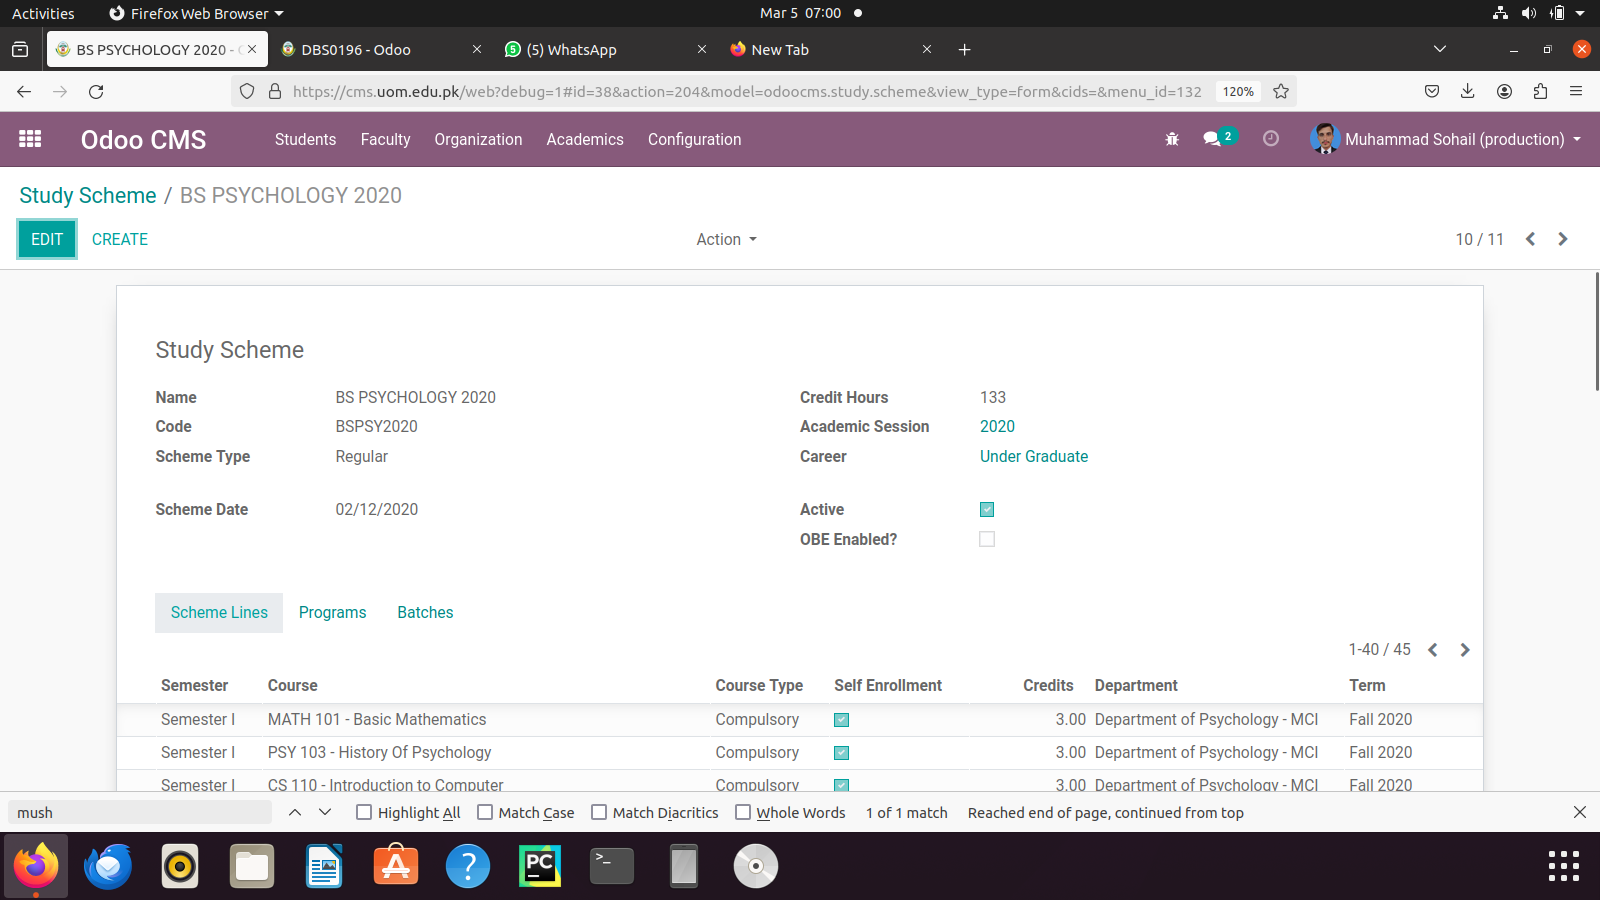 Activities Firefox Web Browser Mar 5 07:00
BS PSYCHOLOGY 2020 - DBS0196 - Odoo (5) WhatsApp New Tab
https://cms.uom.edu.pk/web?debug=1#id=38&action=204&model=odoocms.study.scheme&view_type=form&cids=&menu_id=132 120%
Odoo CMS Students Faculty Organization Academics Configuration 2 Muhammad Sohail (production)
Study Scheme / BS PSYCHOLOGY 2020
EDIT CREATE Action 10 / 11
Study Scheme
Name BS PSYCHOLOGY 2020 Credit Hours 133
Code BSPSY2020 Academic Session 2020
Scheme Type Regular Career Under Graduate
Scheme Date 02/12/2020 Active
OBE Enabled?
Scheme Lines Programs Batches
1-40 / 45
Semester Course Course Type Self Enrollment Credits Department Term
Semester I MATH 101 - Basic Mathematics Compulsory 3.00 Department of Psychology - MCI Fall 2020
Semester I PSY 103 - History Of Psychology Compulsory 3.00 Department of Psychology - MCI Fall 2020
Semester I CS 110 - Introduction to Computer Compulsory 3.00 Department of Psychology - MCI Fall 2020
mush Highlight All Match Case Match Diacritics Whole Words 1 of 1 match Reached end of page, continued from top